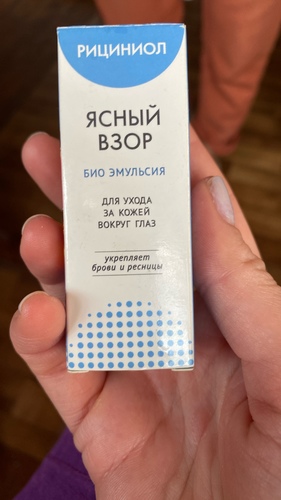 РИЦИНИОЛ
ЯСНЫЙ
ВЗОР
БИО ЭМУЛЬСИЯ
ДЛЯ УХОДА
ЗА КОЖЕЙ
ВОКРУГ ГЛАЗ
укрепляет
брови и ресницы